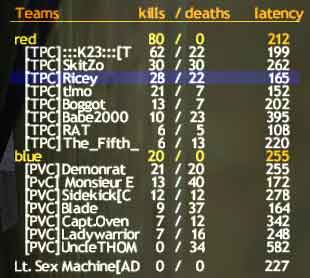 Teams kills / deaths latency
red 80 / 0 212
[TPC]:::K23:::[T 62 / 22 199
[TPC]SkitZo 30 / 30 262
[TPC]Ricey 28 / 22 165
[TPC]t!mo 21 / 7 152
[TPC]Boggot 13 / 7 202
[TPC]Babe2000 10 / 23 395
[TPC]RAT 6 / 5 108
[TPC]The_Fifth_ 6 / 13 220
blue 20 / 0 255
[PvC]Demonrat 21 / 20 255
[PvC] Monsieur E 13 / 40 172
[PvC]Sidekick[C 12 / 12 278
[PvC]Blade 9 / 37 164
[PvC]Capt.Oven 7 / 12 342
[PvC]Ladywarrior 7 / 16 248
[PvC]UncleTHOM 0 / 34 582
Lt. Sex Machine[AD 0 / 0 227